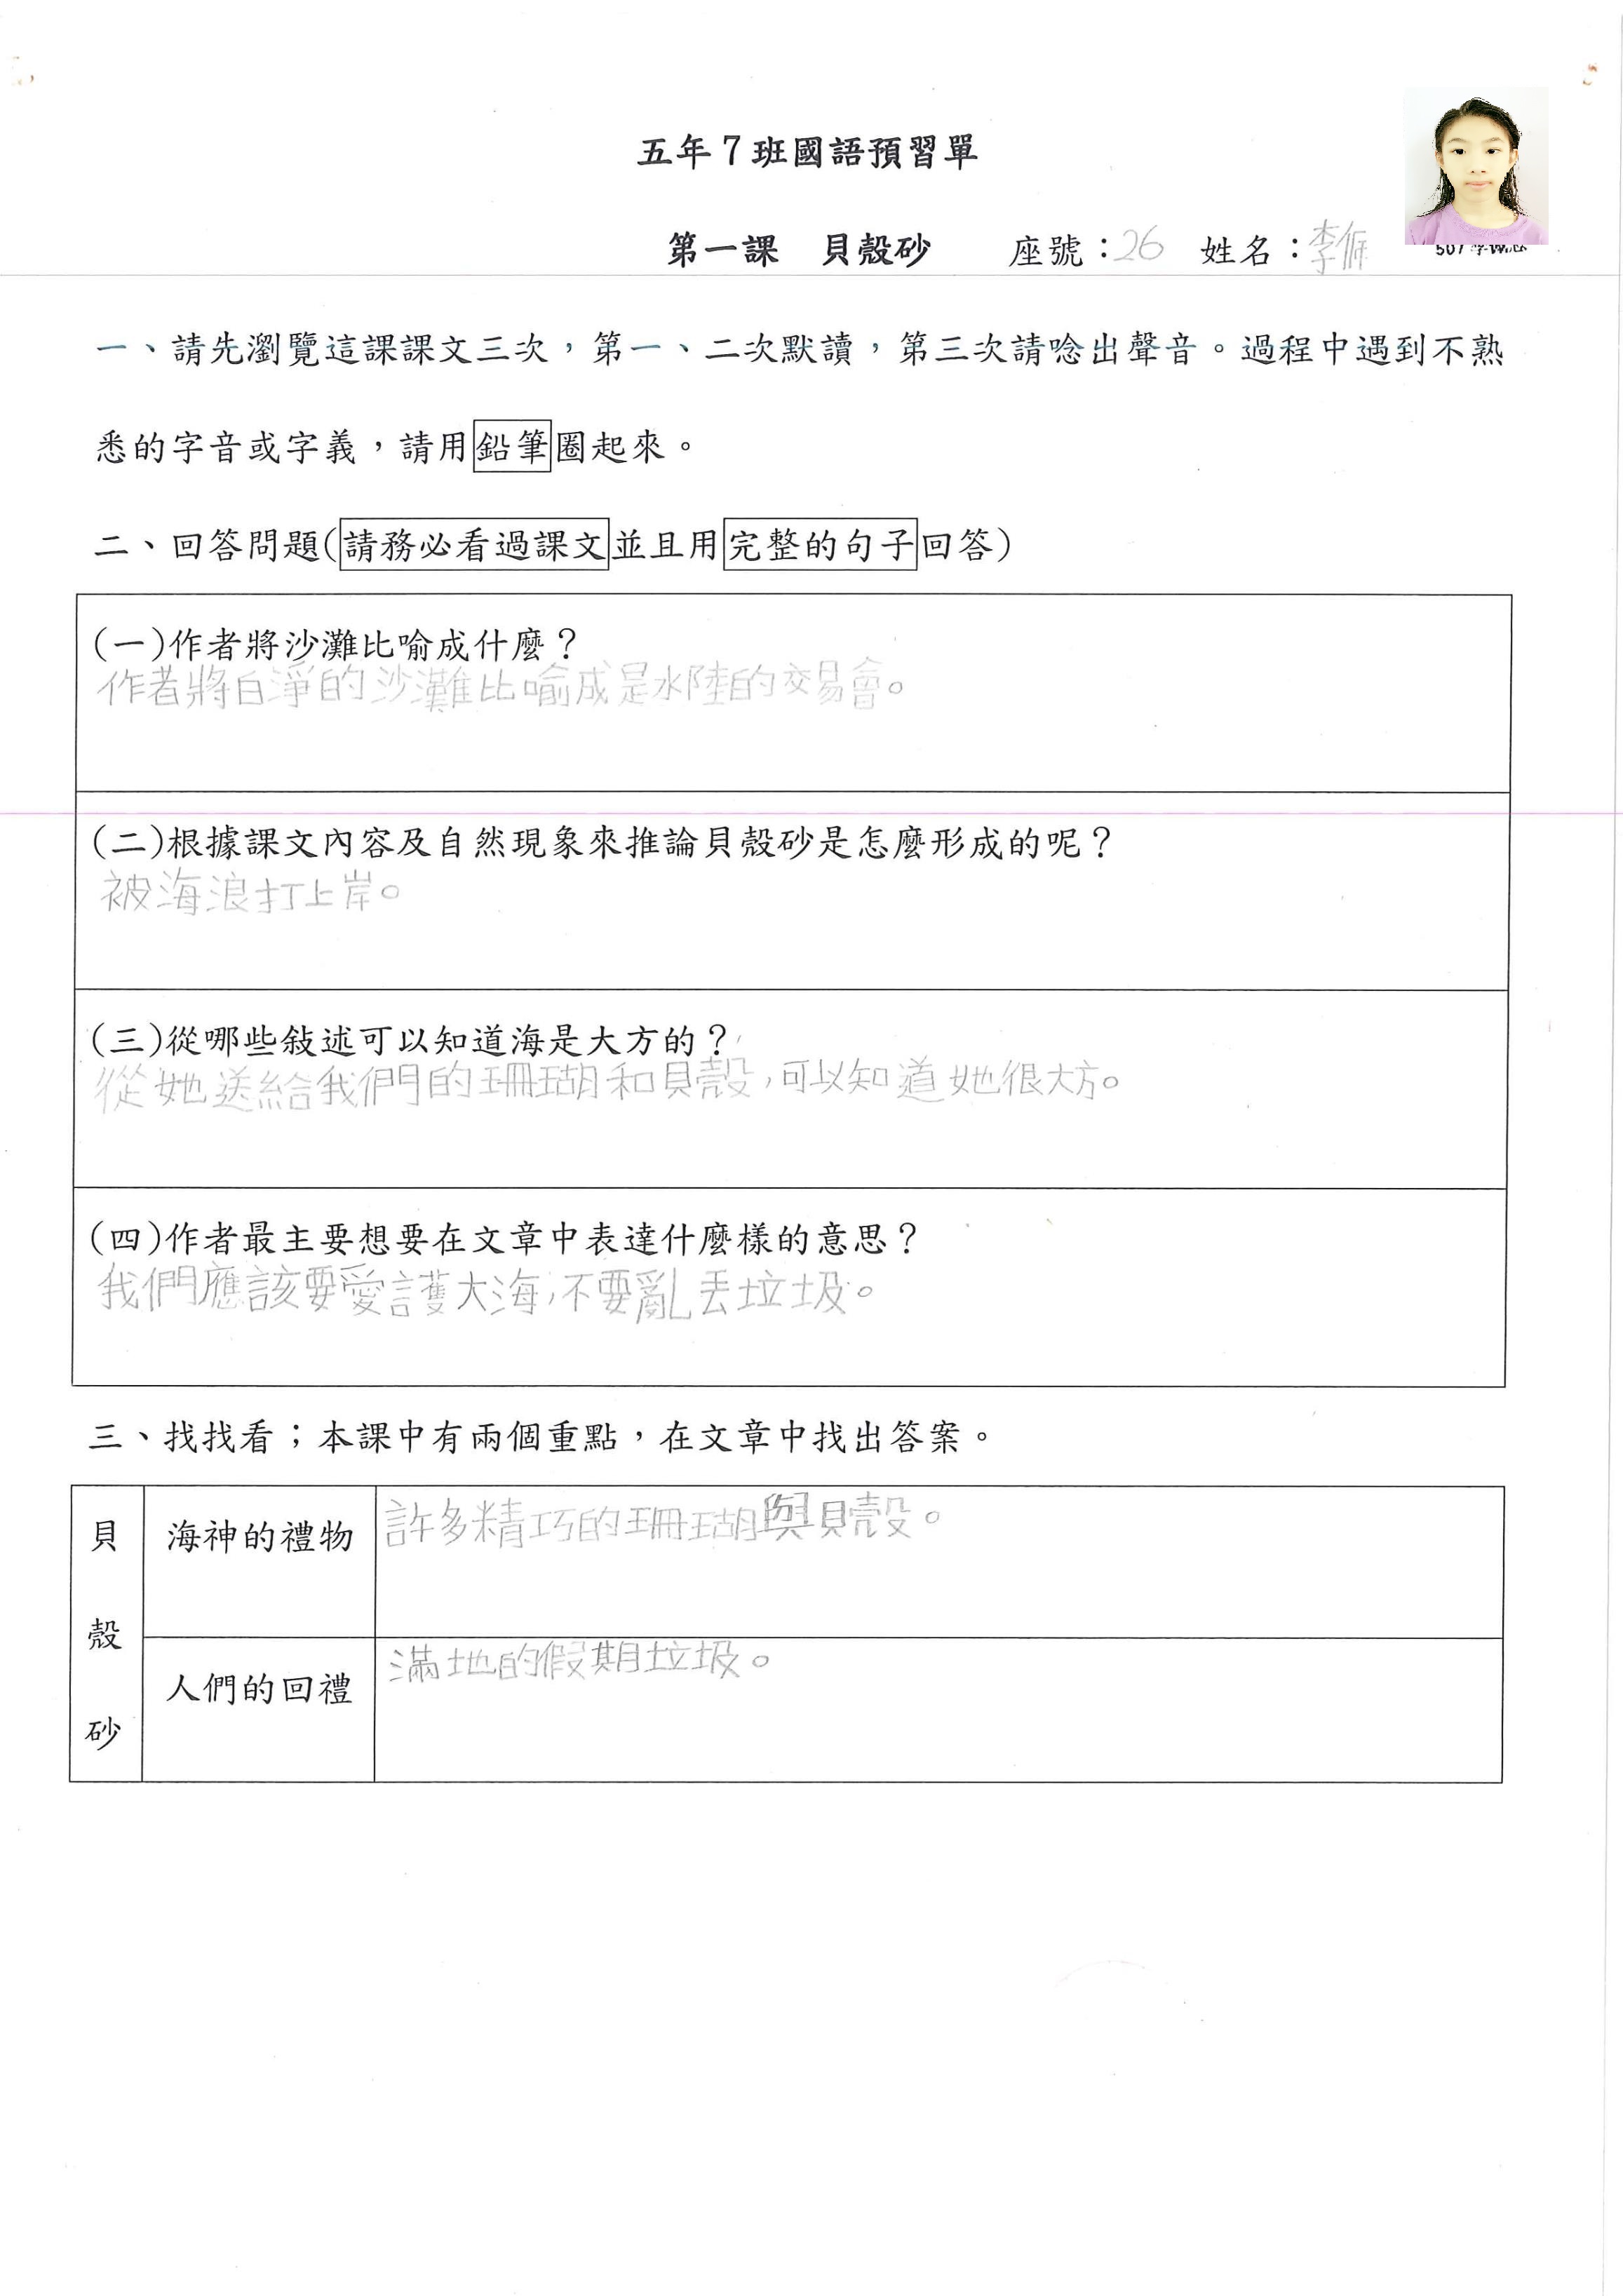 五年7班國語預習單
第一課 貝殼砂 座號：26 姓名：李
507 李
一、請先瀏覽這課課文三次，第一、二次默讀，第三次請唸出聲音。過程中遇到不熟
悉的字音或字義，請用鉛筆圈起來。
二、回答問題(請務必看過課文並且用完整的句子回答)
(一)作者將沙灘比喻成什麼？
作者將白淨的沙灘比喻成是水陸的交易會。
(二)根據課文內容及自然現象來推論貝殼砂是怎麼形成的呢？
被海浪打上岸。
(三)從哪些敍述可以知道海是大方的？
從她送給我們的珊瑚和貝殼，可以知道她很大方。
(四)作者最主要想要在文章中表達什麼樣的意思？
我們應該要愛護大海，不要亂丟垃圾。
三、找找看；本課中有兩個重點，在文章中找出答案。
貝殼砂
海神的禮物 許多精巧的珊瑚與貝殼。
人們的回禮 滿地的假期垃圾。